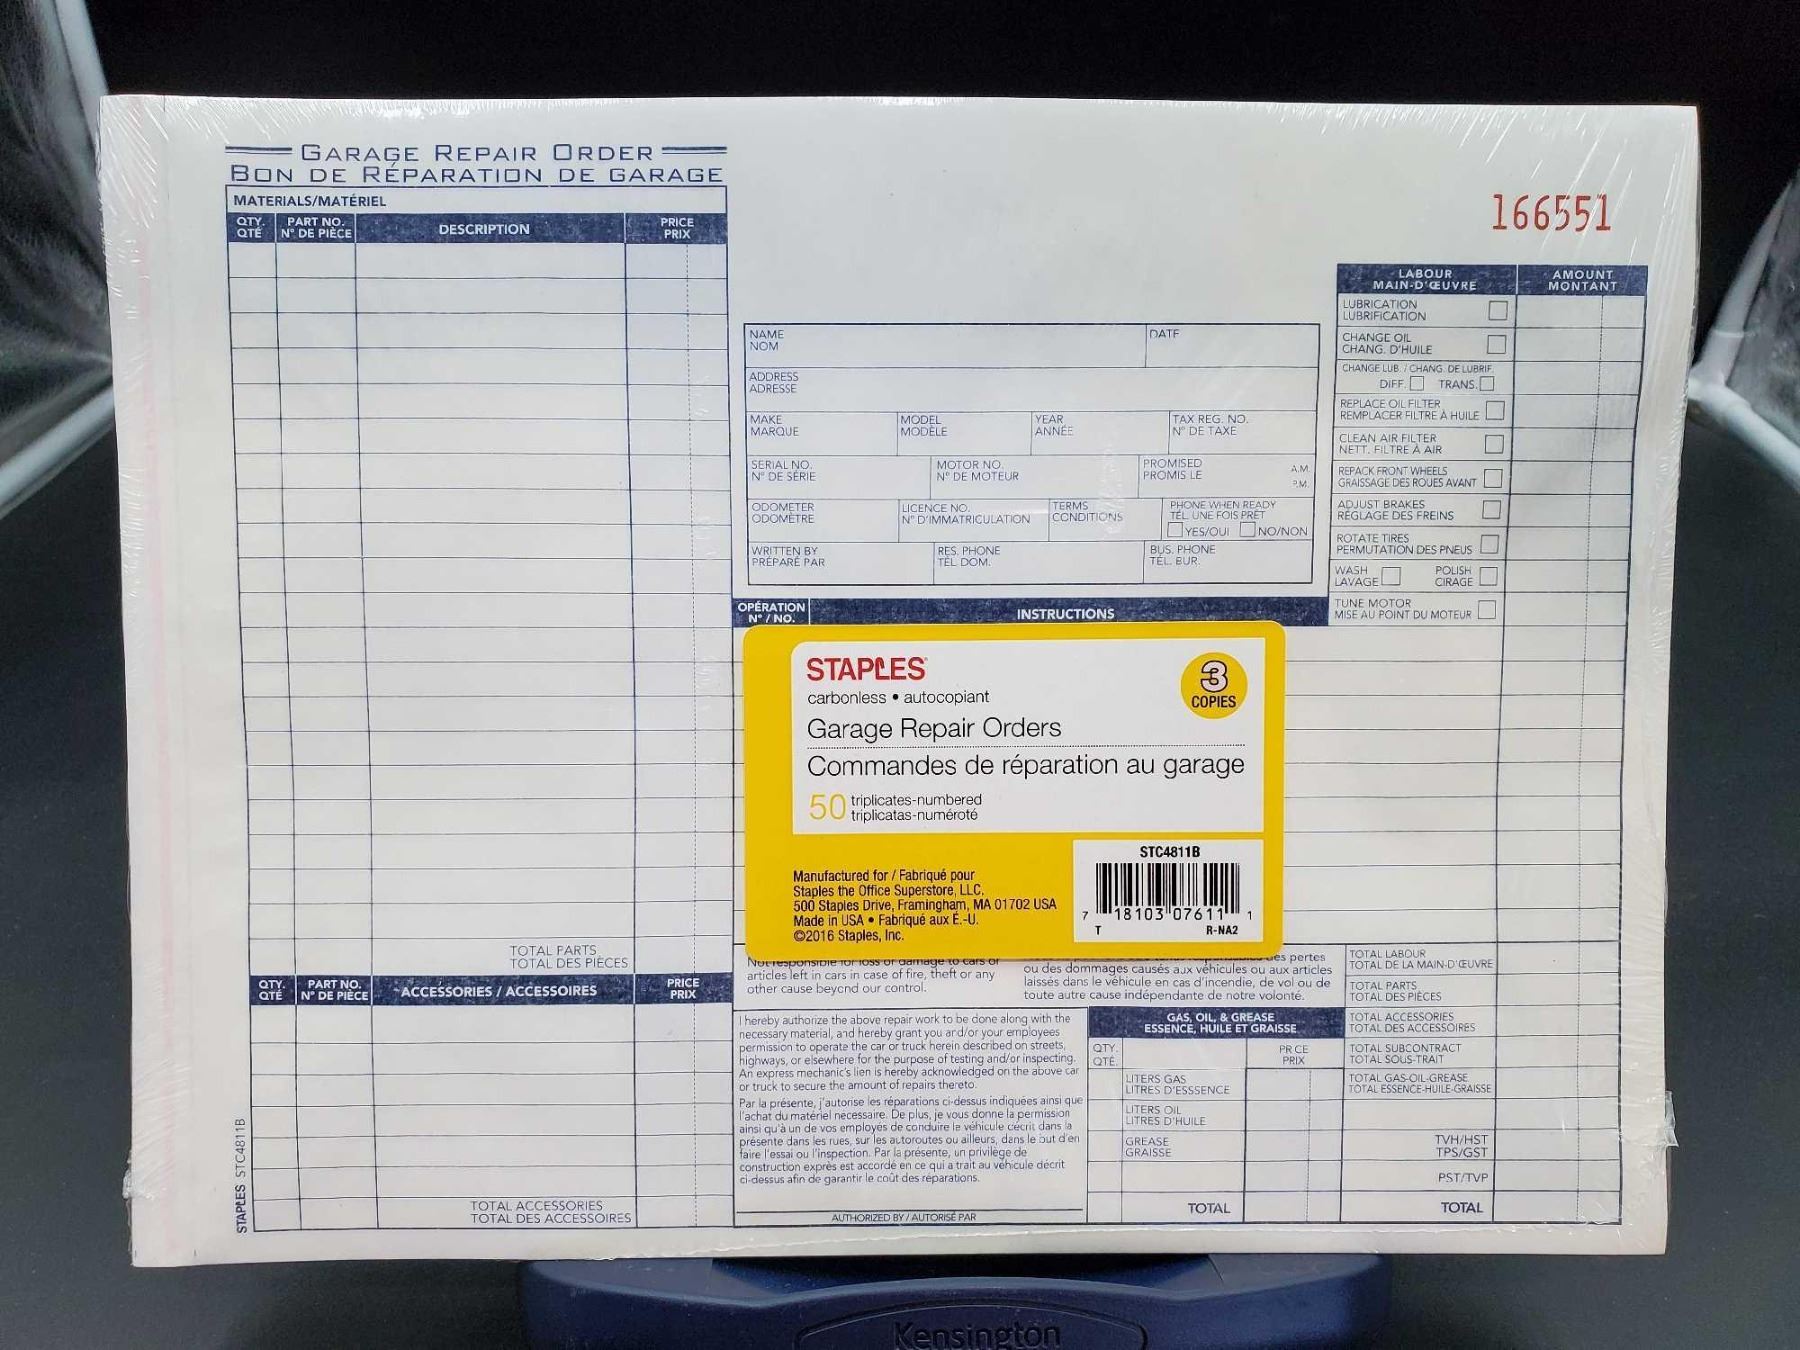 GARAGE REPAIR ORDER
BON DE RÉPARATION DE GARAGE
MATERIALS/MATÉRIEL
QTY. PART NO. DESCRIPTION PRICE
QTÉ N° DE PIÈCE PRIX
166551
LABOUR AMOUNT
MAIN-D'ŒUVRE MONTANT
LUBRICATION
LUBRIFICATION
CHANGE OIL
CHANG. D'HUILE
CHANGE LUB. / CHANG. DE LUBRIF.
DIFF. TRANS.
REPLACE OIL FILTER
REMPLACER FILTRE À HUILE
CLEAN AIR FILTER
NETT. FILTRE À AIR
REPACK FRONT WHEELS
GRAISSAGE DES ROUES AVANT
ADJUST BRAKES
RÉGLAGE DES FREINS
ROTATE TIRES
PERMUTATION DES PNEUS
WASH POLISH
LAVAGE CIRAGE
TUNE MOTOR
MISE AU POINT DU MOTEUR
NAME DATE
NOM
ADDRESS
ADRESSE
MAKE MODEL YEAR TAX REG. NO.
MARQUE MODÈLE ANNÉE N° DE TAXE
SERIAL NO. MOTOR NO. PROMISED A.M.
N° DE SÉRIE N° DE MOTEUR PROMIS LE P.M.
ODOMETER LICENCE NO. TERMS PHONE WHEN READY
ODOMÈTRE N° D'IMMATRICULATION CONDITIONS TÉL. UNE FOIS PRÊT
YES/OUI NO/NON
WRITTEN BY RES. PHONE BUS. PHONE
PRÉPARÉ PAR TÉL. DOM. TÉL. BUR.
OPÉRATION INSTRUCTIONS
N° / NO.
STAPLES
carbonless • autocopiant
3
COPIES
Garage Repair Orders
Commandes de réparation au garage
50 triplicates-numbered
triplicatas-numéroté
Manufactured for / Fabriqué pour
Staples the Office Superstore, LLC.
500 Staples Drive, Framingham, MA 01702 USA
Made in USA • Fabriqué aux É.-U.
©2016 Staples, Inc.
STC4811B
7 18103 07611 1
T R-NA2
TOTAL PARTS
TOTAL DES PIÈCES
QTY. PART NO. ACCESSORIES / ACCESSOIRES PRICE
QTÉ N° DE PIÈCE PRIX
TOTAL ACCESSORIES
TOTAL DES ACCESSOIRES
STAPLES STC4811B
Not responsible for loss or damage to cars or
articles left in cars in case of fire, theft or any
other cause beyond our control.
des pertes
ou des dommages causés aux véhicules ou aux articles
laissés dans le véhicule en cas d'incendie, de vol ou de
toute autre cause indépendante de notre volonté.
I hereby authorize the above repair work to be done along with the
necessary material, and hereby grant you and/or your employees
permission to operate the car or truck herein described on streets,
highways, or elsewhere for the purpose of testing and/or inspecting.
An express mechanic's lien is hereby acknowledged on the above car
or truck to secure the amount of repairs thereto.
Par la présente, j'autorise les réparations ci-dessus indiquées ainsi que
l'achat du matériel necessaire. De plus, je vous donne la permission
ainsi qu'à un de vos employés de conduire le véhicule décrit dans la
présente dans les rues, sur les autoroutes ou ailleurs, dans le but d'en
faire l'essai ou l'inspection. Par la présente, un privilège de
construction exprès est accordé en ce qui a trait au véhicule décrit
ci-dessus afin de garantir le coût des réparations.
AUTHORIZED BY / AUTORISÉ PAR
GAS, OIL, & GREASE
ESSENCE, HUILE ET GRAISSE
QTY. PRICE
QTÉ. PRIX
LITERS GAS
LITRES D'ESSSENCE
LITERS OIL
LITRES D'HUILE
GREASE
GRAISSE
TOTAL
TOTAL LABOUR
TOTAL DE LA MAIN-D'ŒUVRE
TOTAL PARTS
TOTAL DES PIÈCES
TOTAL ACCESSORIES
TOTAL DES ACCESSOIRES
TOTAL SUBCONTRACT
TOTAL SOUS-TRAIT
TOTAL GAS-OIL-GREASE
TOTAL ESSENCE-HUILE-GRAISSE
TVH/HST
TPS/GST
PST/TVP
TOTAL
Kensington